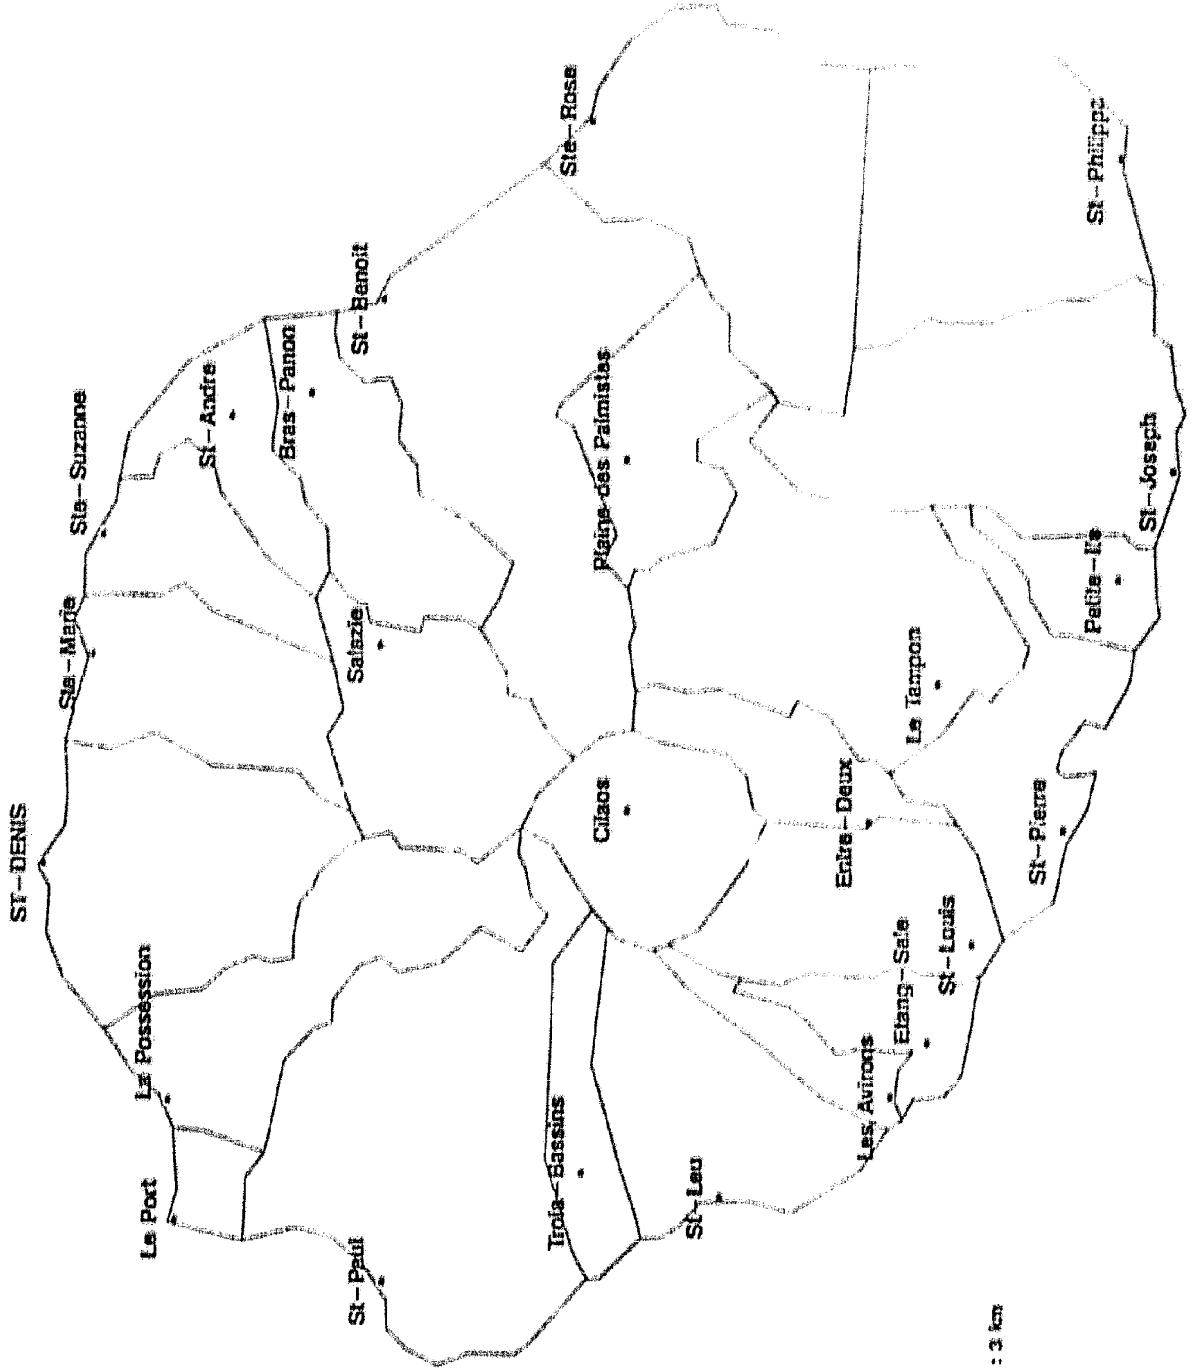 ST-DENIS
Ste-Marie
Ste-Suzanne
La Possession
Le Port
St-Andre
Bras-Panon
St-Paul
Salazie
St-Benoit
Trois-Bassins
Ste-Rose
Cilaos
Plaine-des Palmistes
St-Leu
Entre-Deux
Les Avirons
Etang-Sale
Le Tampon
St-Louis
: 3 km
St-Pierre
Petite-Ile
St-Philippe
St-Joseph